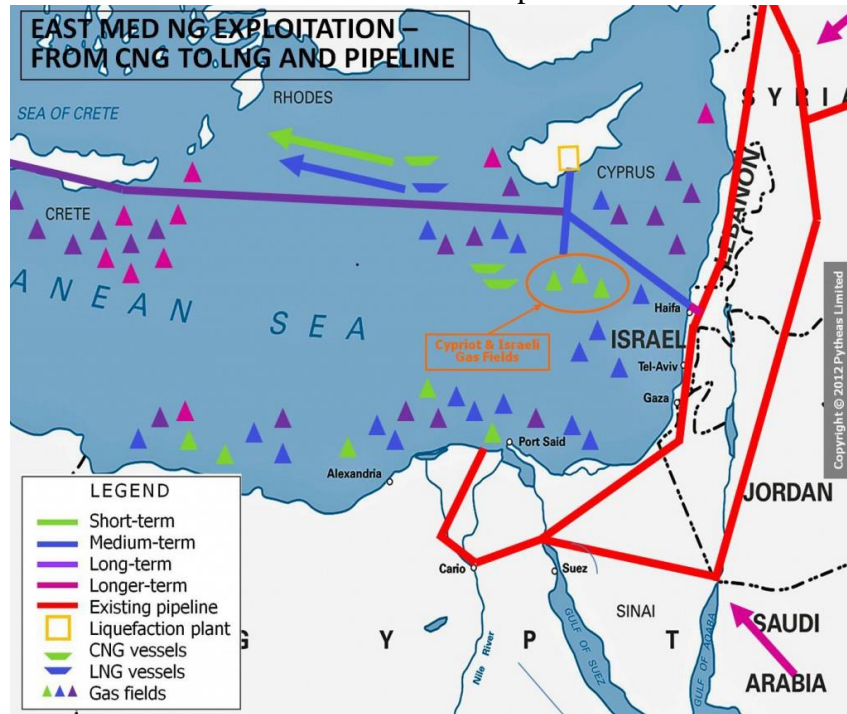 EAST MED NG EXPLOITATION –
FROM CNG TO LNG AND PIPELINE
RHODES
SEA OF CRETE
SYRIA
CYPRUS
CRETE
LEBANON
ANEAN SEA
Haifa
ISRAEL
Cypriot & Israeli
Gas Fields
Tel-Aviv
Gaza
Copyright © 2012 Pytheas Limited
Port Said
Alexandria
JORDAN
LEGEND
Short-term
Medium-term
Long-term
Longer-term
Existing pipeline
Liquefaction plant
CNG vessels
LNG vessels
Gas fields
Cario
Suez
SINAI
GYPT
Nile River
GULF OF SUEZ
GULF OF AQABA
SAUDI
ARABIA